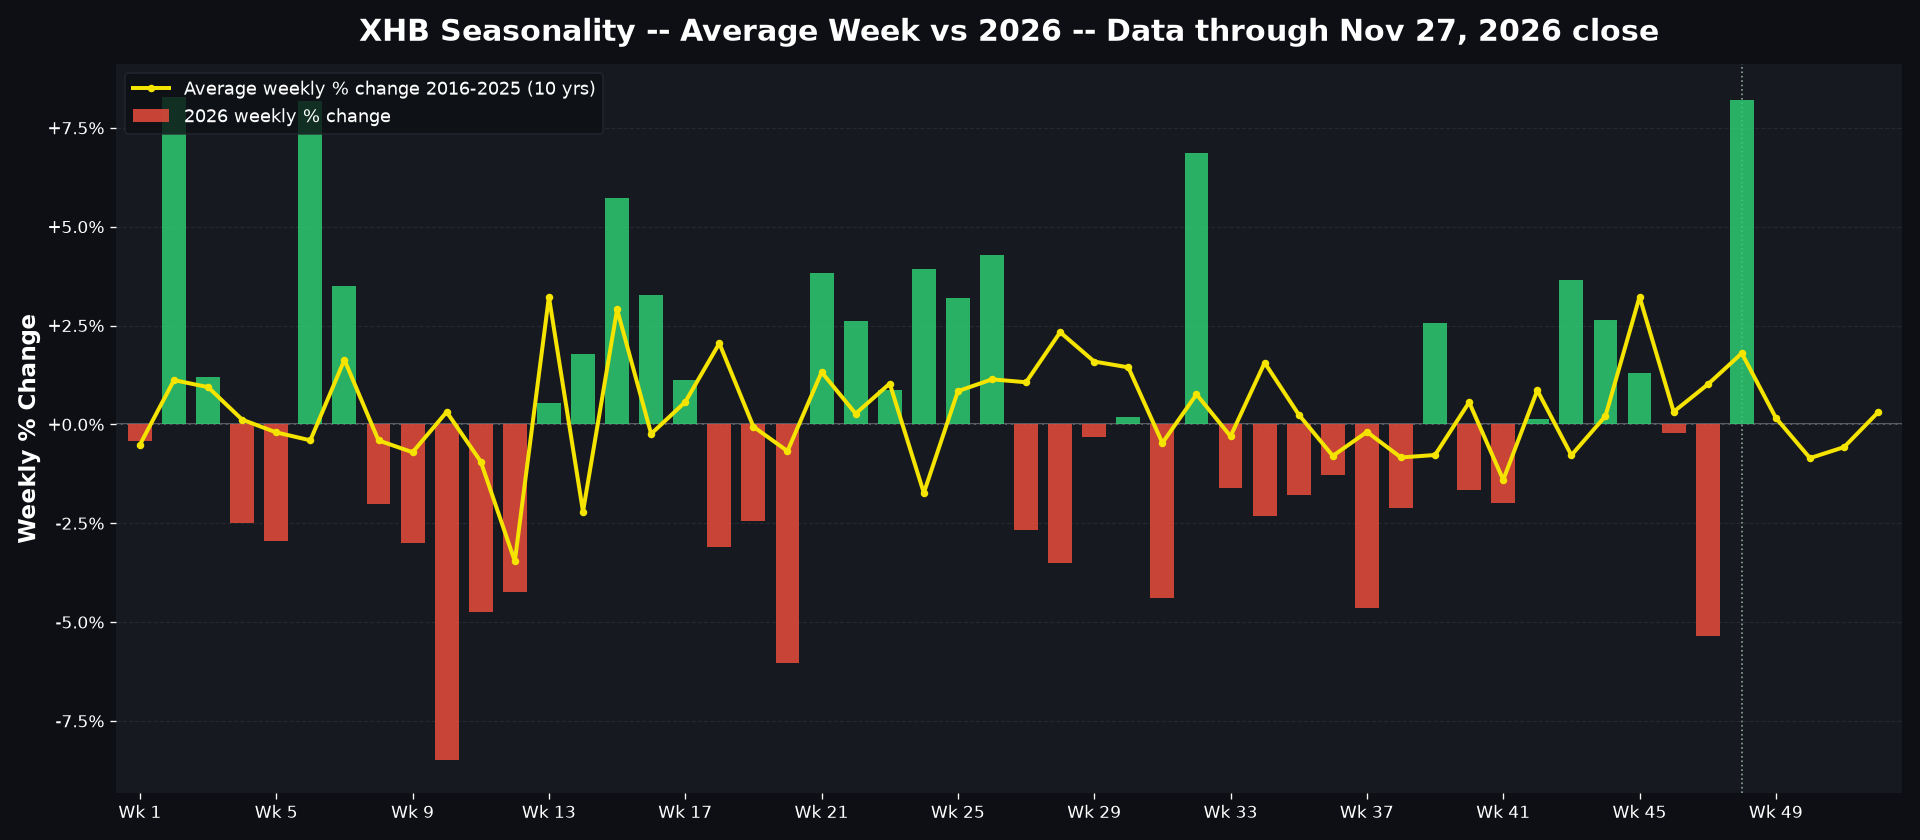 XHB Seasonality -- Average Week vs 2026 -- Data through Nov 27, 2026 close
Average weekly % change 2016-2025 (10 yrs)
2026 weekly % change
Weekly % Change
+7.5%
+5.0%
+2.5%
+0.0%
-2.5%
-5.0%
-7.5%
Wk 1 Wk 5 Wk 9 Wk 13 Wk 17 Wk 21 Wk 25 Wk 29 Wk 33 Wk 37 Wk 41 Wk 45 Wk 49